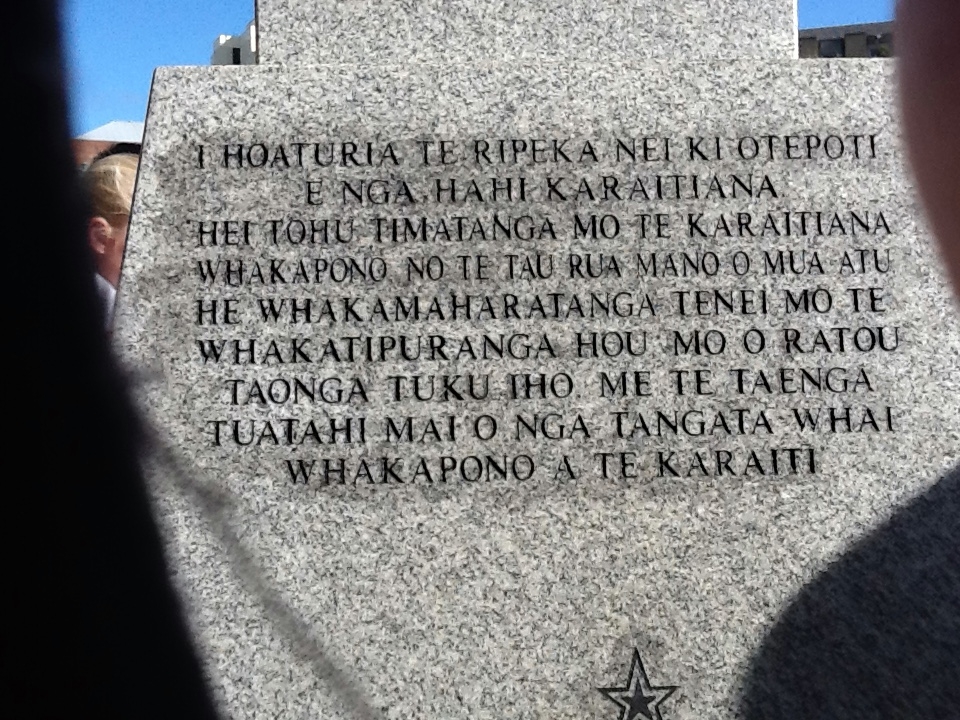 I HOATURIA TE RIPEKA NEI KI OTEPOTI
E NGA HAHI KARAITIANA
HEI TOHU TIMATANGA MO TE KARAITIANA
WHAKAPONO NO TE TAU RUA MANO O MUA ATU
HE WHAKAMAHARATANGA TENEI MO TE
WHAKATIPURANGA HOU MO O RATOU
TAONGA TUKU IHO. ME TE TAENGA
TUATAHI MAI O NGA TANGATA WHAI
WHAKAPONO A TE KARAITI